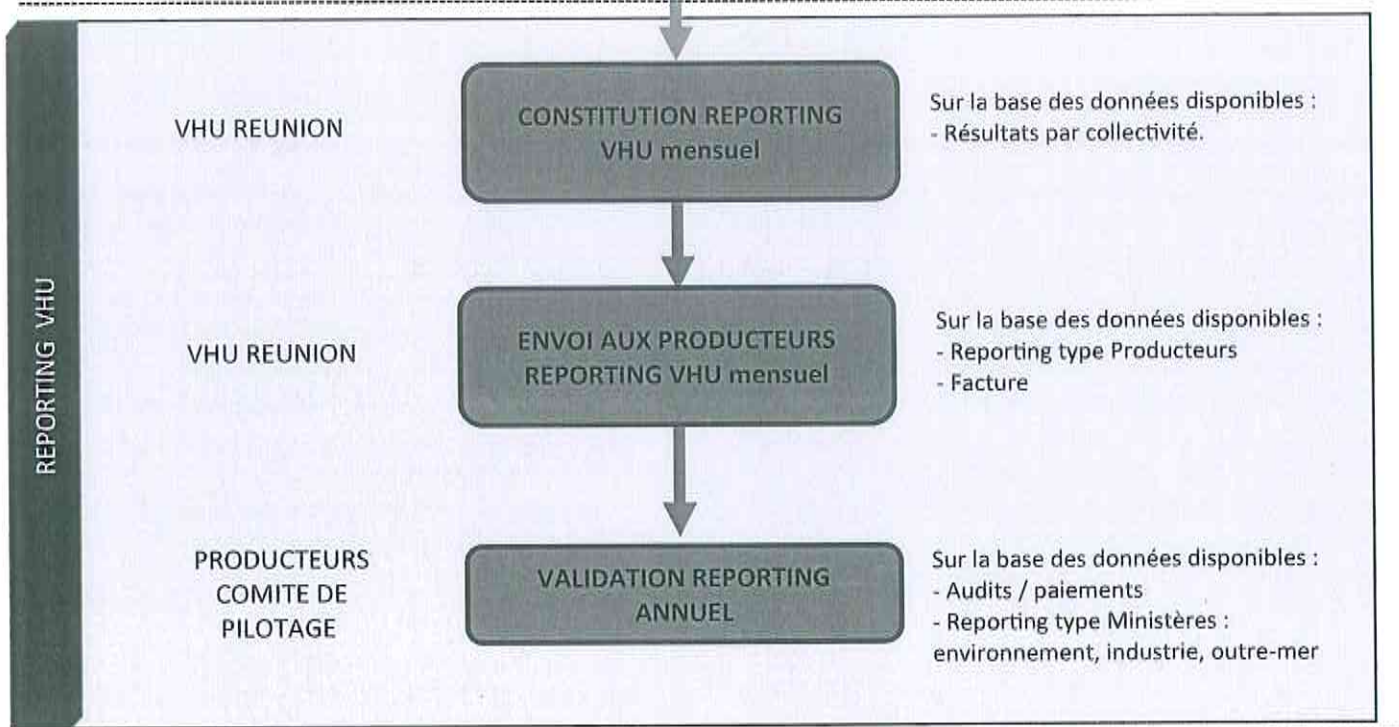 REPORTING VHU
VHU REUNION
CONSTITUTION REPORTING
VHU mensuel
Sur la base des données disponibles :
- Résultats par collectivité.
VHU REUNION
ENVOI AUX PRODUCTEURS
REPORTING VHU mensuel
Sur la base des données disponibles :
- Reporting type Producteurs
- Facture
PRODUCTEURS
COMITE DE
PILOTAGE
VALIDATION REPORTING
ANNUEL
Sur la base des données disponibles :
- Audits / paiements
- Reporting type Ministères :
environnement, industrie, outre-mer